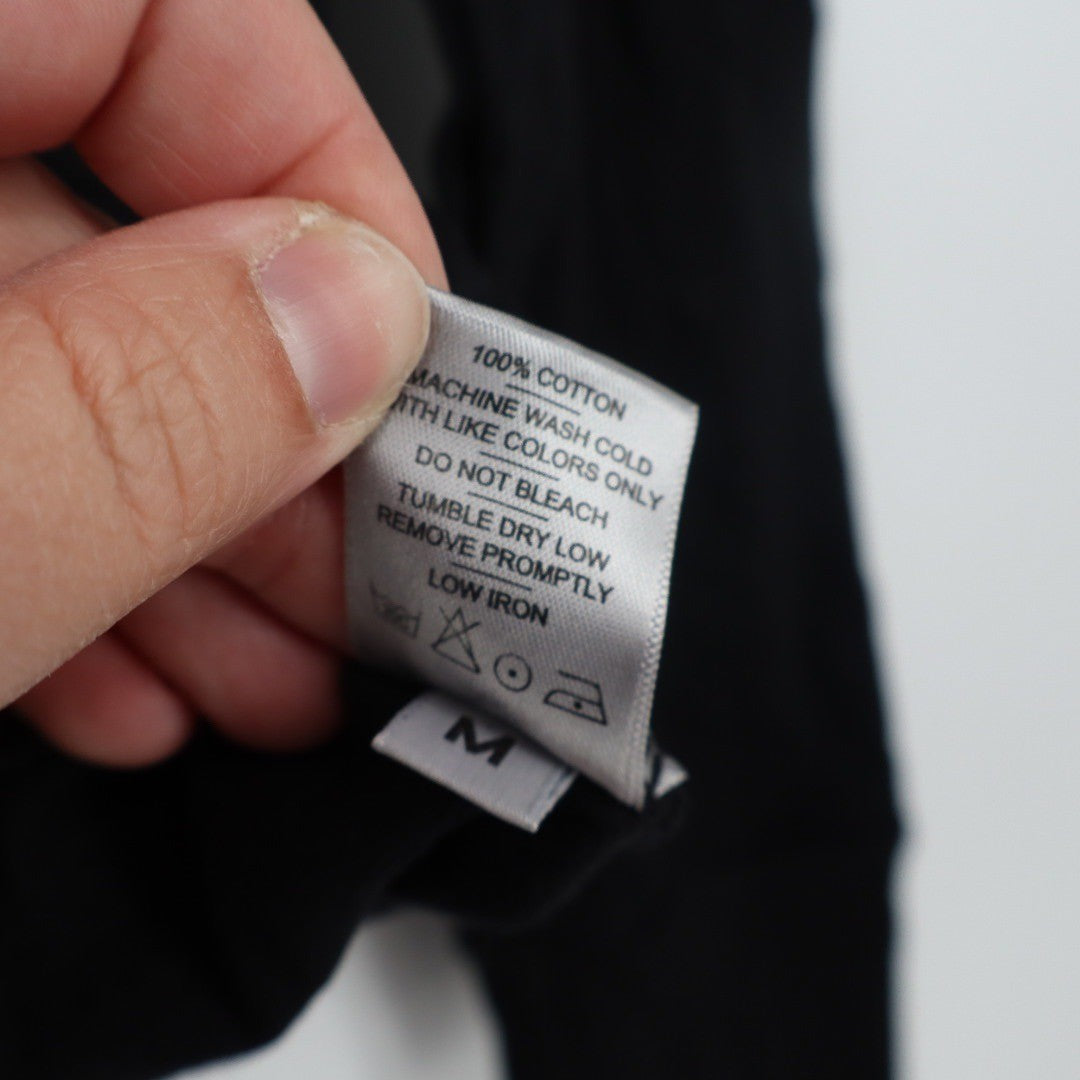 100% COTTON
MACHINE WASH COLD
WITH LIKE COLORS ONLY
DO NOT BLEACH
TUMBLE DRY LOW
REMOVE PROMPTLY
LOW IRON
M